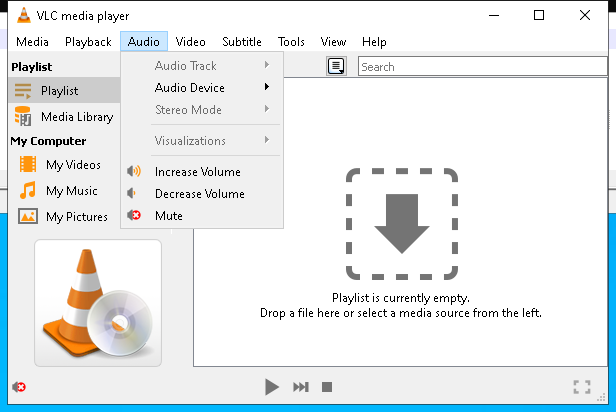 VLC media player
Media Playback Audio Video Subtitle Tools View Help
Playlist
Playlist
Media Library
My Computer
My Videos
My Music
My Pictures
Audio Track
Audio Device
Stereo Mode
Visualizations
Increase Volume
Decrease Volume
Mute
Search
Playlist is currently empty.
Drop a file here or select a media source from the left.